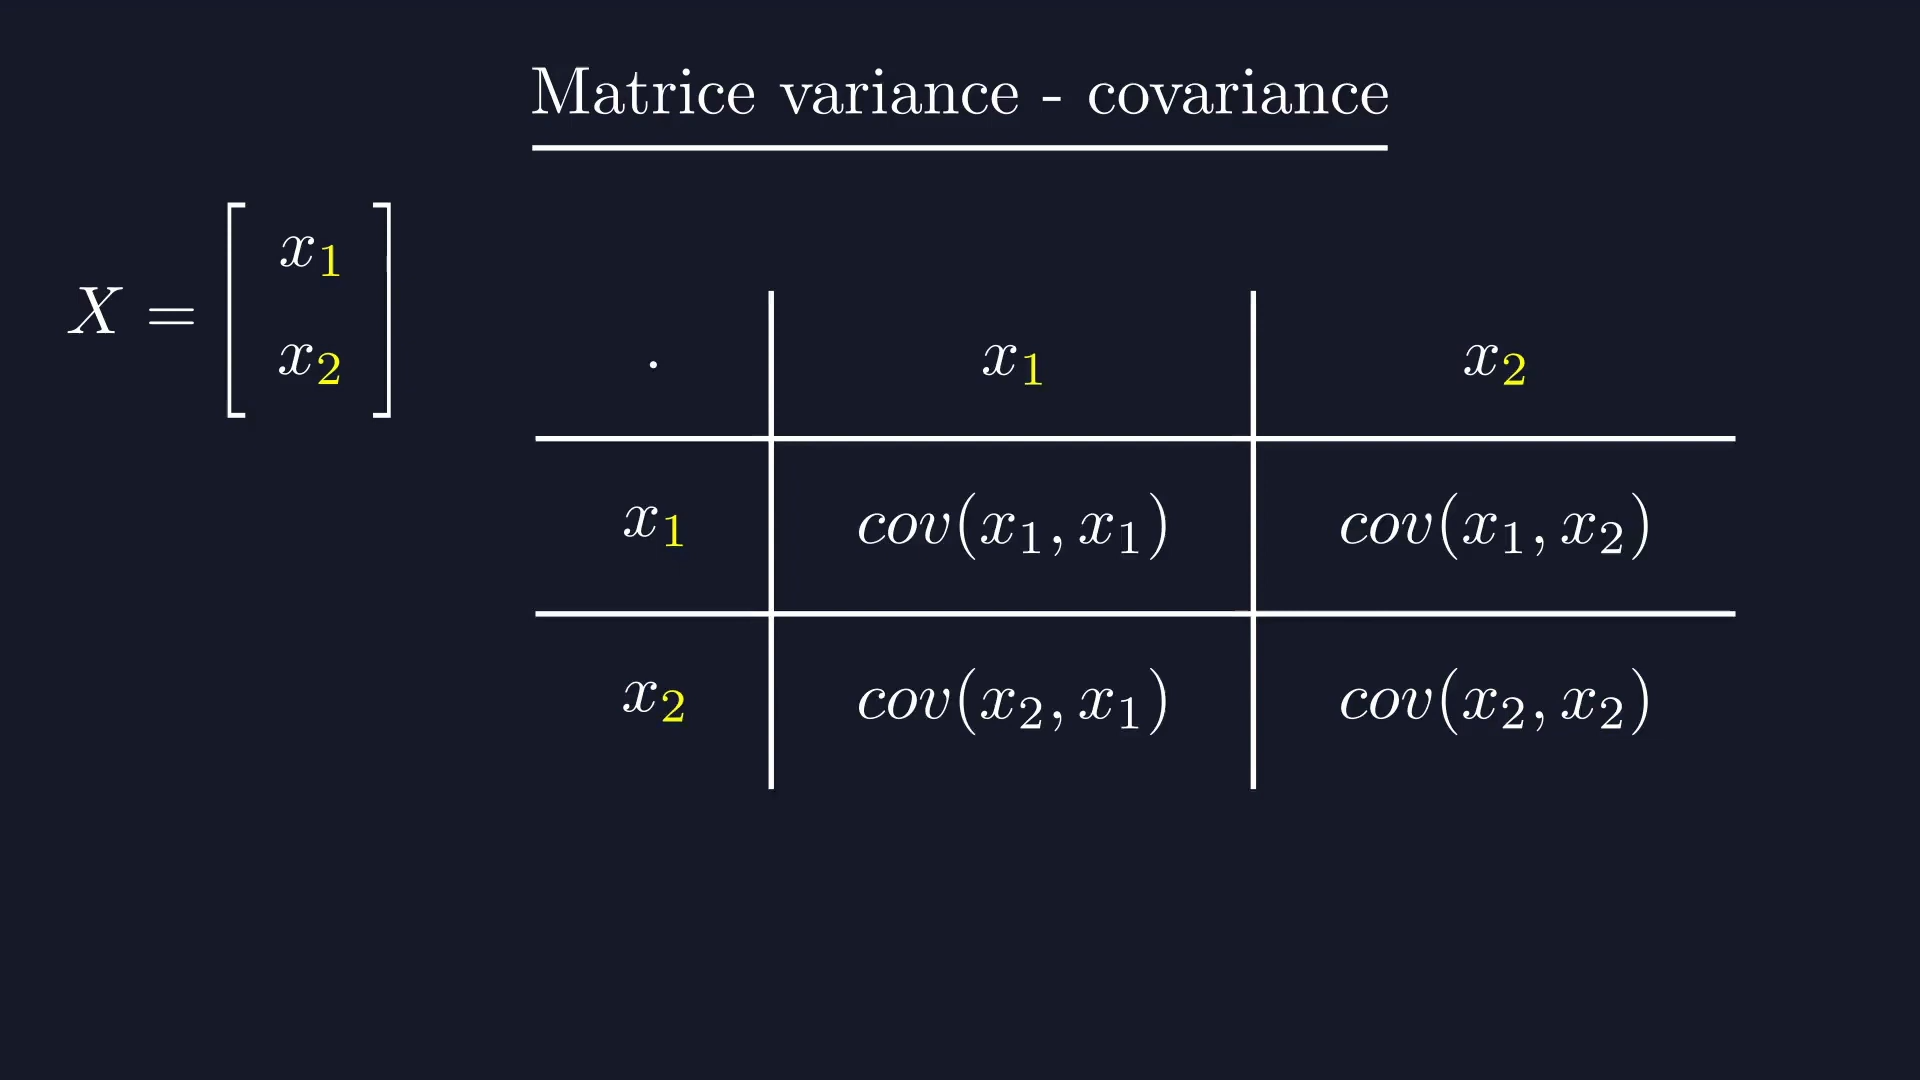 Matrice variance - covariance
X = [ x1
x2 ]
. x1 x2
x1 cov(x1, x1) cov(x1, x2)
x2 cov(x2, x1) cov(x2, x2)